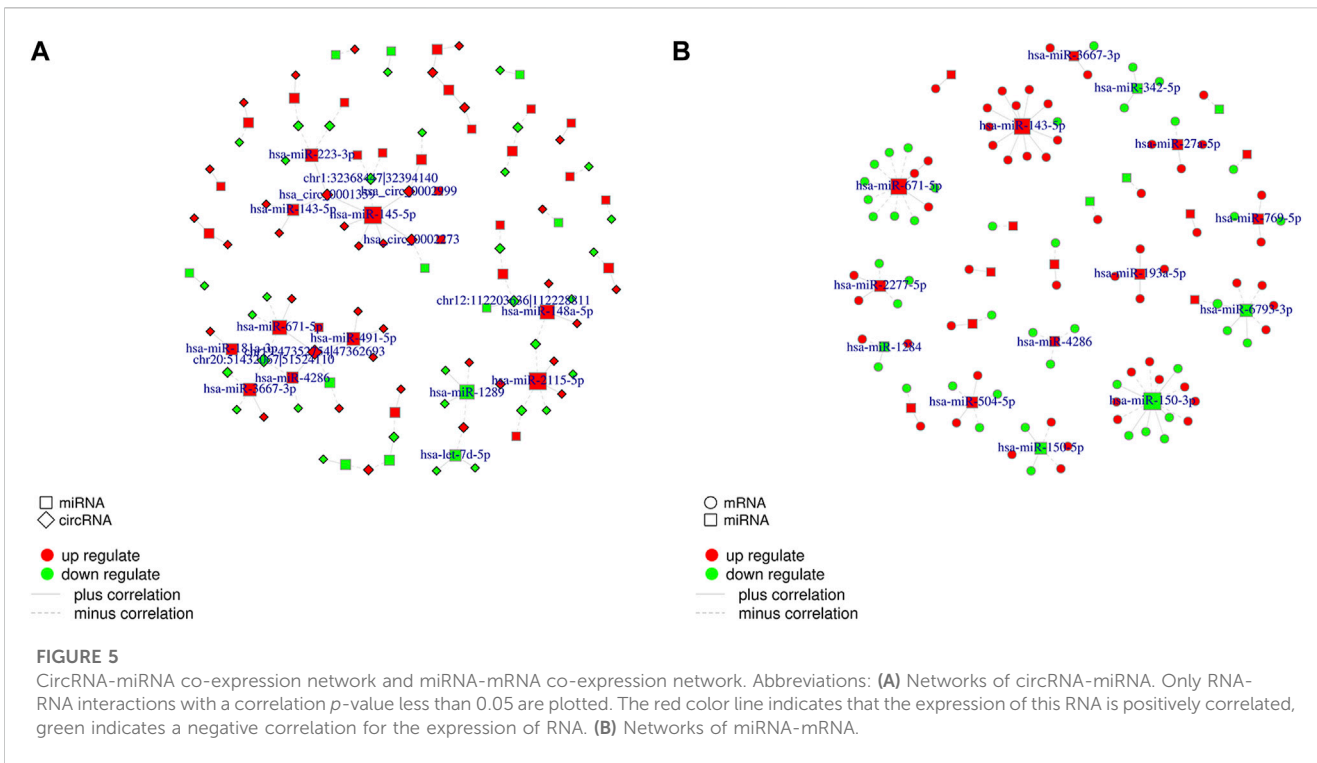 A
hsa-miR-223-3p
chr1:32368447|32394140
hsa_circ_0002999
hsa-miR-143-5p
hsa-miR-145-5p
hsa_circ_0002273
chr12:112203636|112228811
hsa-miR-148a-5p
hsa-miR-671-5p
hsa-miR-491-5p
hsa-miR-181a-3p
hsa-miR-4286
hsa-miR-3667-3p
hsa-miR-2115-5p
hsa-miR-1289
hsa-let-7d-5p
miRNA
circRNA
up regulate
down regulate
plus correlation
minus correlation
B
hsa-miR-3667-3p
hsa-miR-342-5p
hsa-miR-143-5p
hsa-miR-27a-5p
hsa-miR-671-5p
hsa-miR-769-5p
hsa-miR-193a-5p
hsa-miR-2277-5p
hsa-miR-6793-3p
hsa-miR-1284
hsa-miR-4286
hsa-miR-504-5p
hsa-miR-150-3p
hsa-miR-150-5p
mRNA
miRNA
up regulate
down regulate
plus correlation
minus correlation
FIGURE 5
CircRNA-miRNA co-expression network and miRNA-mRNA co-expression network. Abbreviations: (A) Networks of circRNA-miRNA. Only RNA-
RNA interactions with a correlation p-value less than 0.05 are plotted. The red color line indicates that the expression of this RNA is positively correlated,
green indicates a negative correlation for the expression of RNA. (B) Networks of miRNA-mRNA.